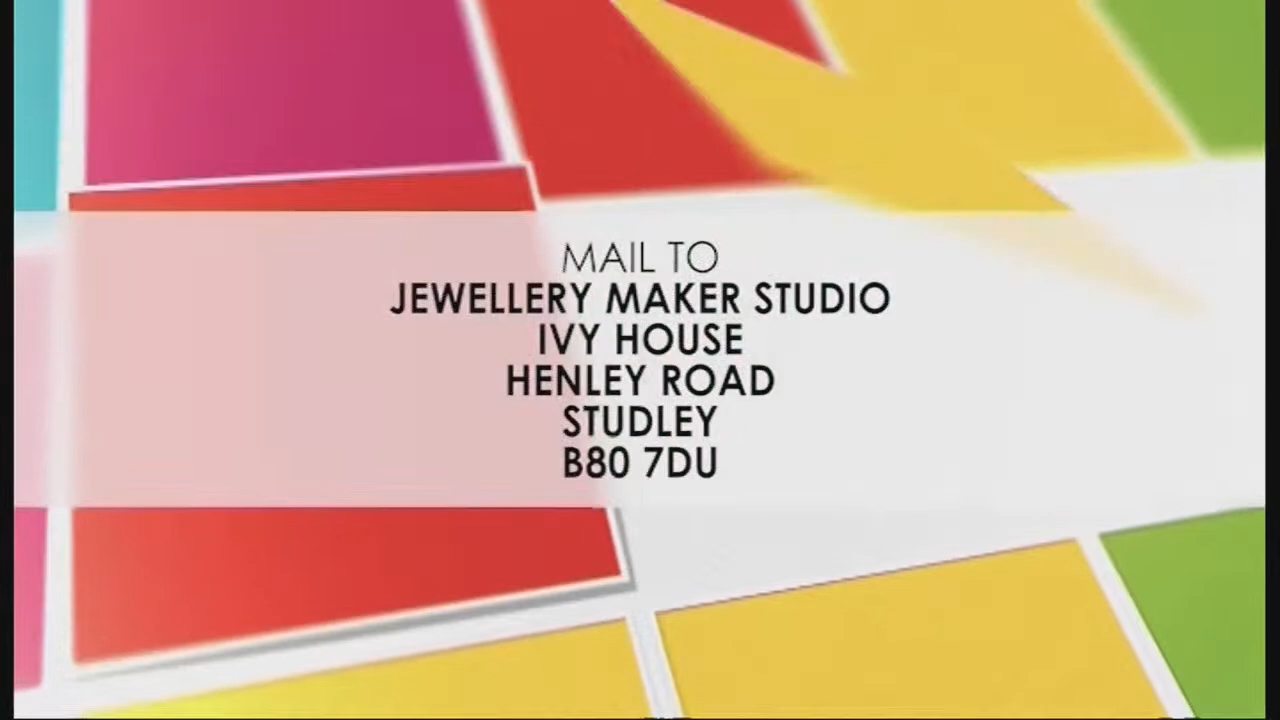 MAIL TO
JEWELLERY MAKER STUDIO
IVY HOUSE
HENLEY ROAD
STUDLEY
B80 7DU